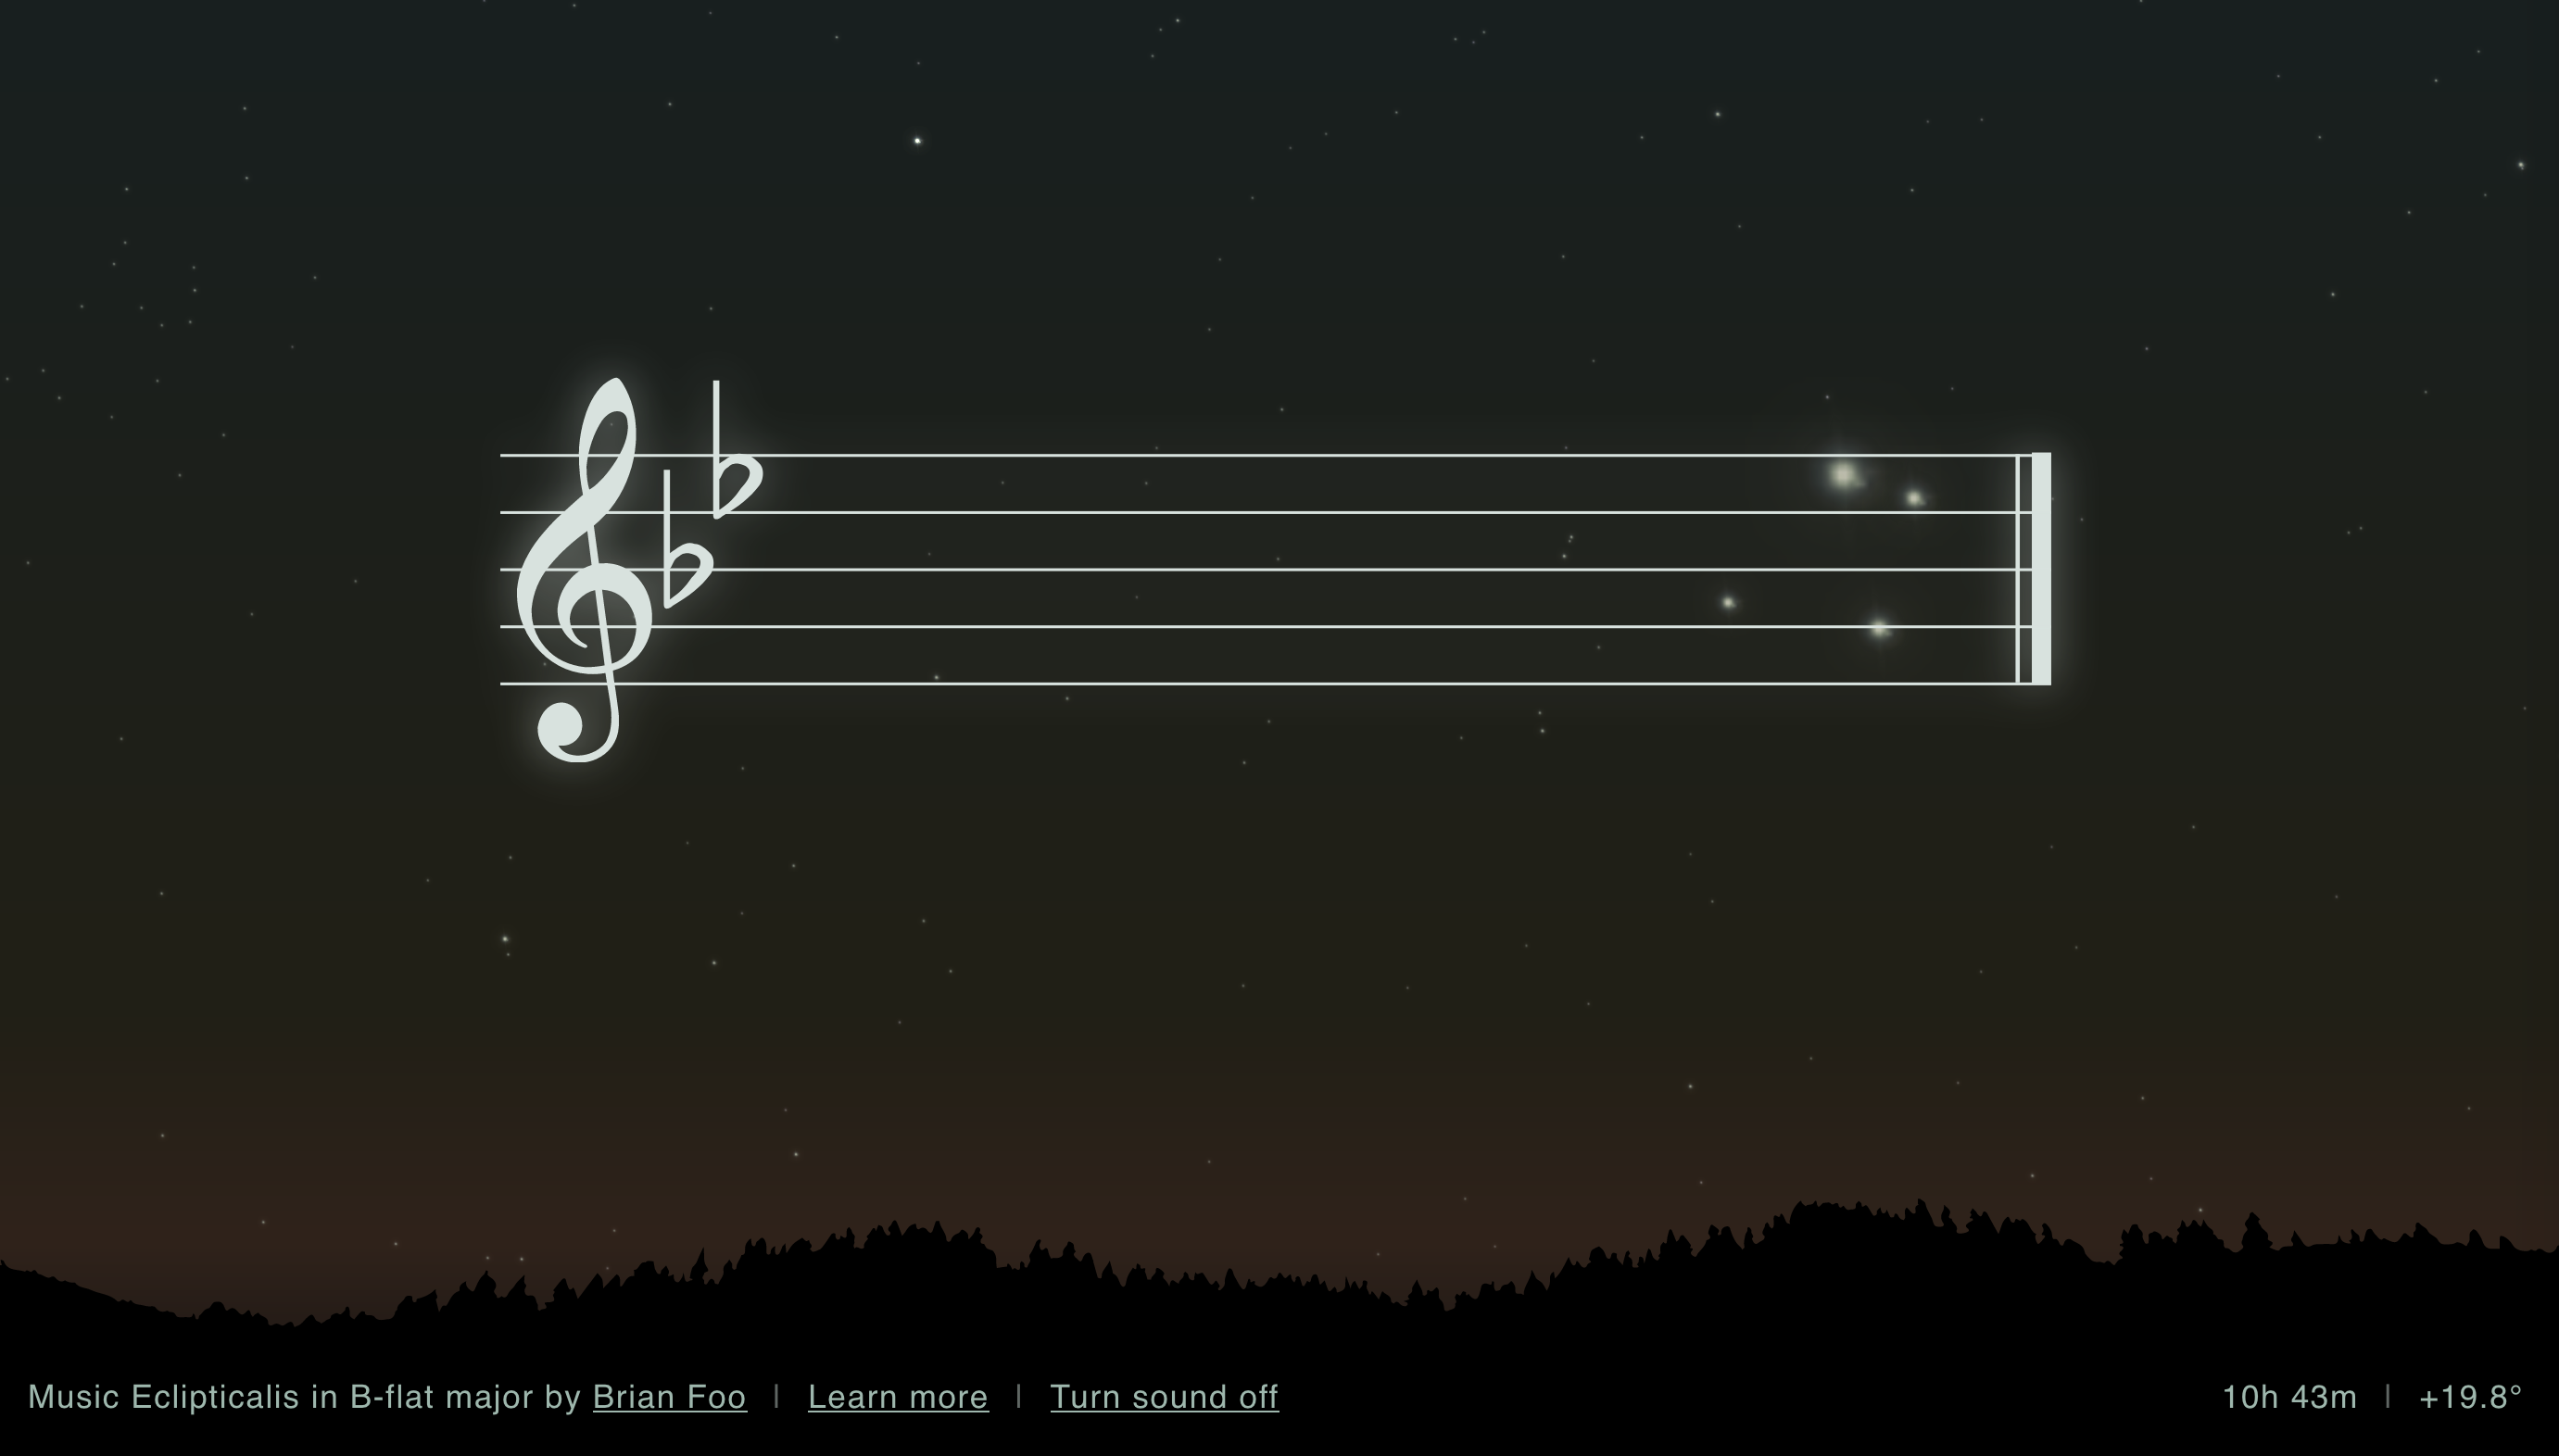 Music Eclipticalis in B-flat major by Brian Foo | Learn more | Turn sound off
10h 43m | +19.8°